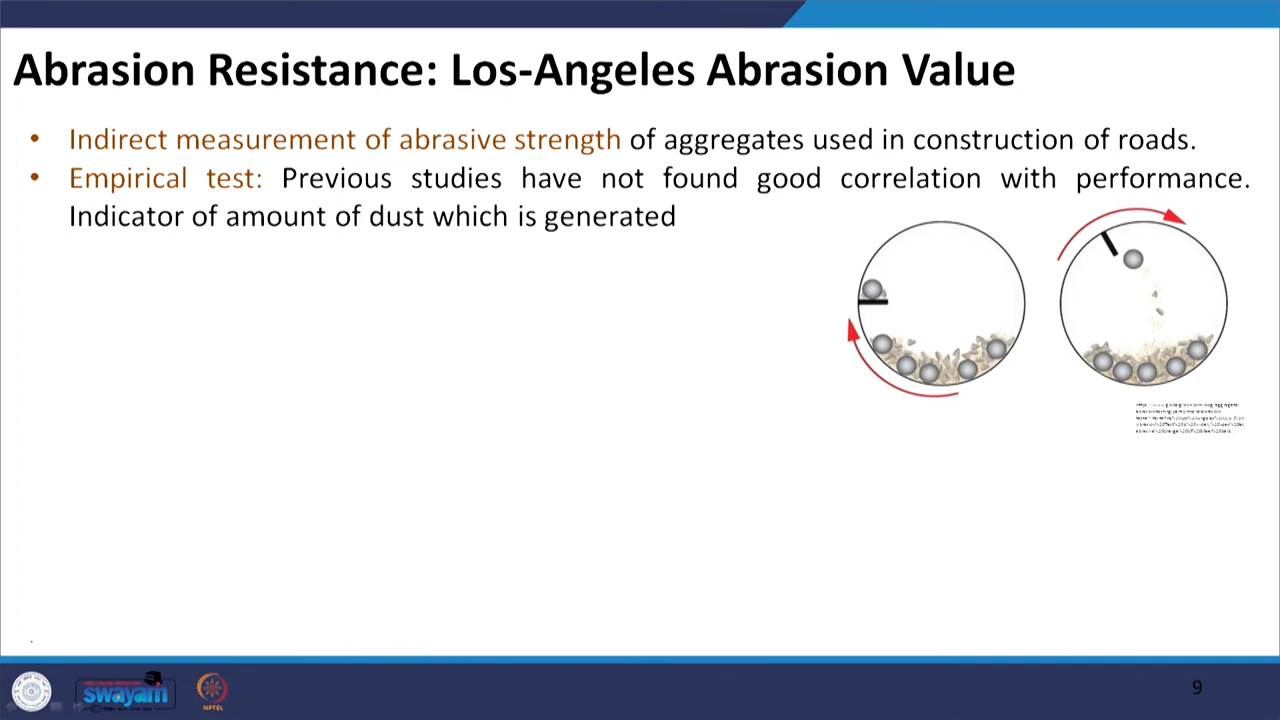 Abrasion Resistance: Los-Angeles Abrasion Value
• Indirect measurement of abrasive strength of aggregates used in construction of roads.
• Empirical test: Previous studies have not found good correlation with performance.
Indicator of amount of dust which is generated
.
swayam
NPTEL
9